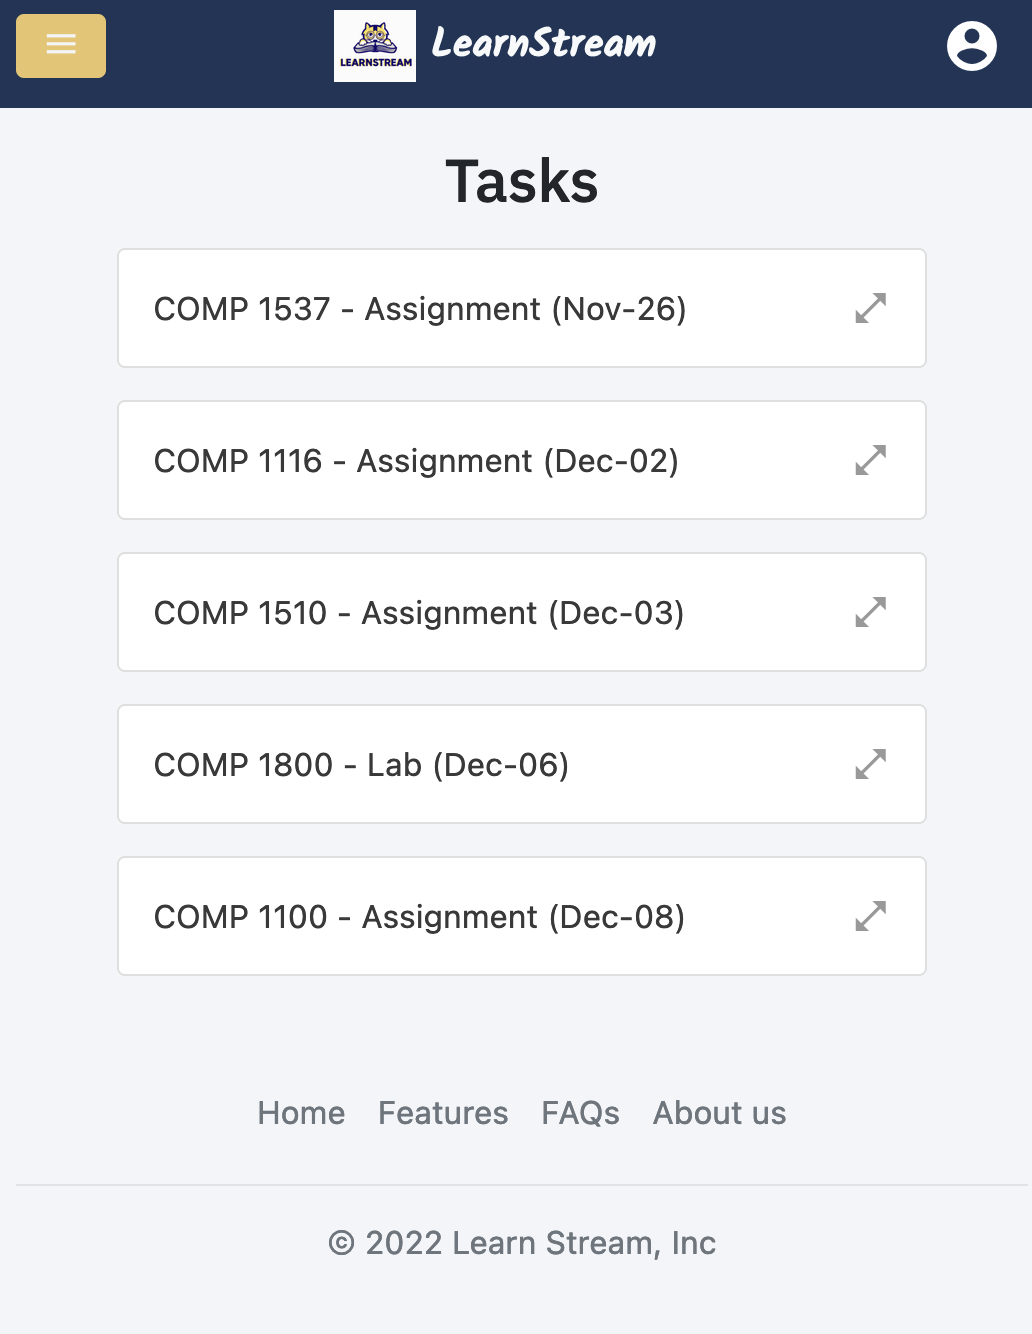 LEARNSTREAM
LearnStream
Tasks
COMP 1537 - Assignment (Nov-26)
COMP 1116 - Assignment (Dec-02)
COMP 1510 - Assignment (Dec-03)
COMP 1800 - Lab (Dec-06)
COMP 1100 - Assignment (Dec-08)
Home Features FAQs About us
© 2022 Learn Stream, Inc